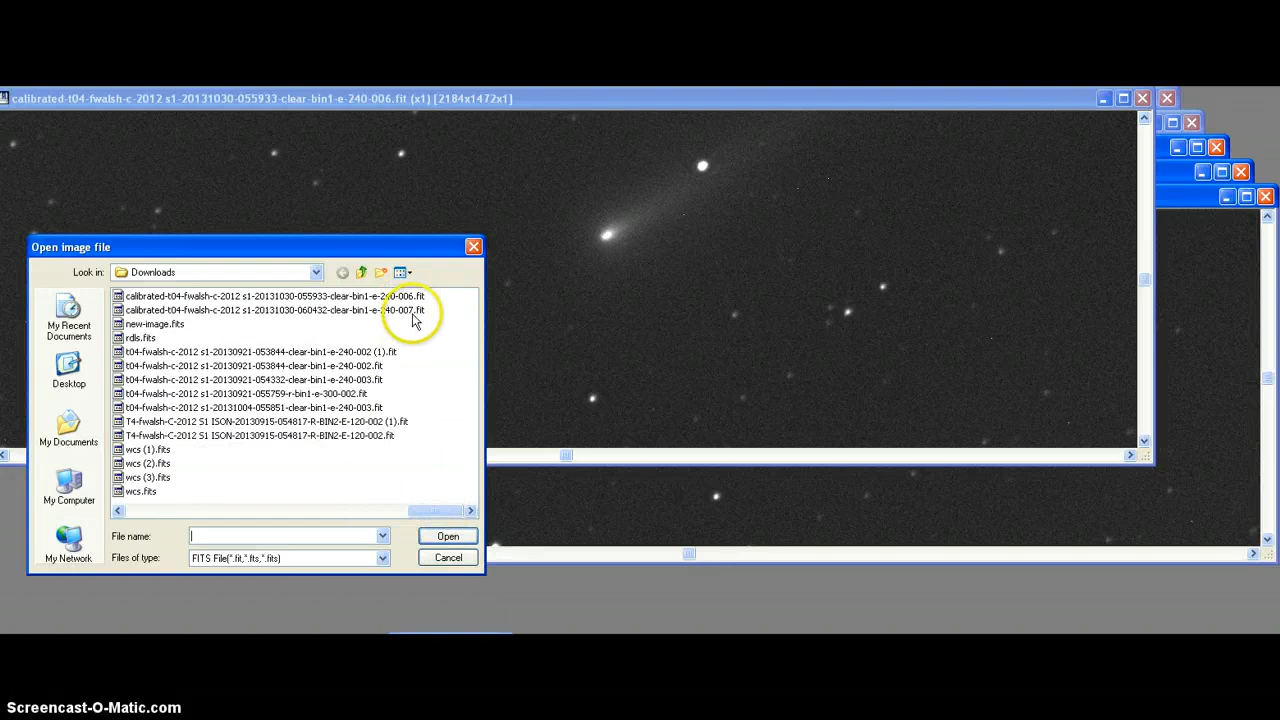 calibrated-t04-fwalsh-c-2012 s1-20131030-055933-clear-bin1-e-240-006.fit (x1) [2184x1472x1]
Open image file
Look in:
Downloads
calibrated-t04-fwalsh-c-2012 s1-20131030-055933-clear-bin1-e-240-006.fit
calibrated-t04-fwalsh-c-2012 s1-20131030-060432-clear-bin1-e-240-007.fit
new-image.fits
rdls.fits
t04-fwalsh-c-2012 s1-20130921-053844-clear-bin1-e-240-002 (1).fit
t04-fwalsh-c-2012 s1-20130921-053844-clear-bin1-e-240-002.fit
t04-fwalsh-c-2012 s1-20130921-054332-clear-bin1-e-240-003.fit
t04-fwalsh-c-2012 s1-20130921-055759-r-bin1-e-300-002.fit
t04-fwalsh-c-2012 s1-20131004-055851-clear-bin1-e-240-003.fit
T4-fwalsh-C-2012 S1 ISON-20130915-054817-R-BIN2-E-120-002 (1).fit
T4-fwalsh-C-2012 S1 ISON-20130915-054817-R-BIN2-E-120-002.fit
wcs (1).fits
wcs (2).fits
wcs (3).fits
wcs.fits
My Recent
Documents
Desktop
My Documents
My Computer
My Network
File name:
Open
Files of type:
FITS File(*.fit,*.fts,*.fits)
Cancel
Screencast-O-Matic.com